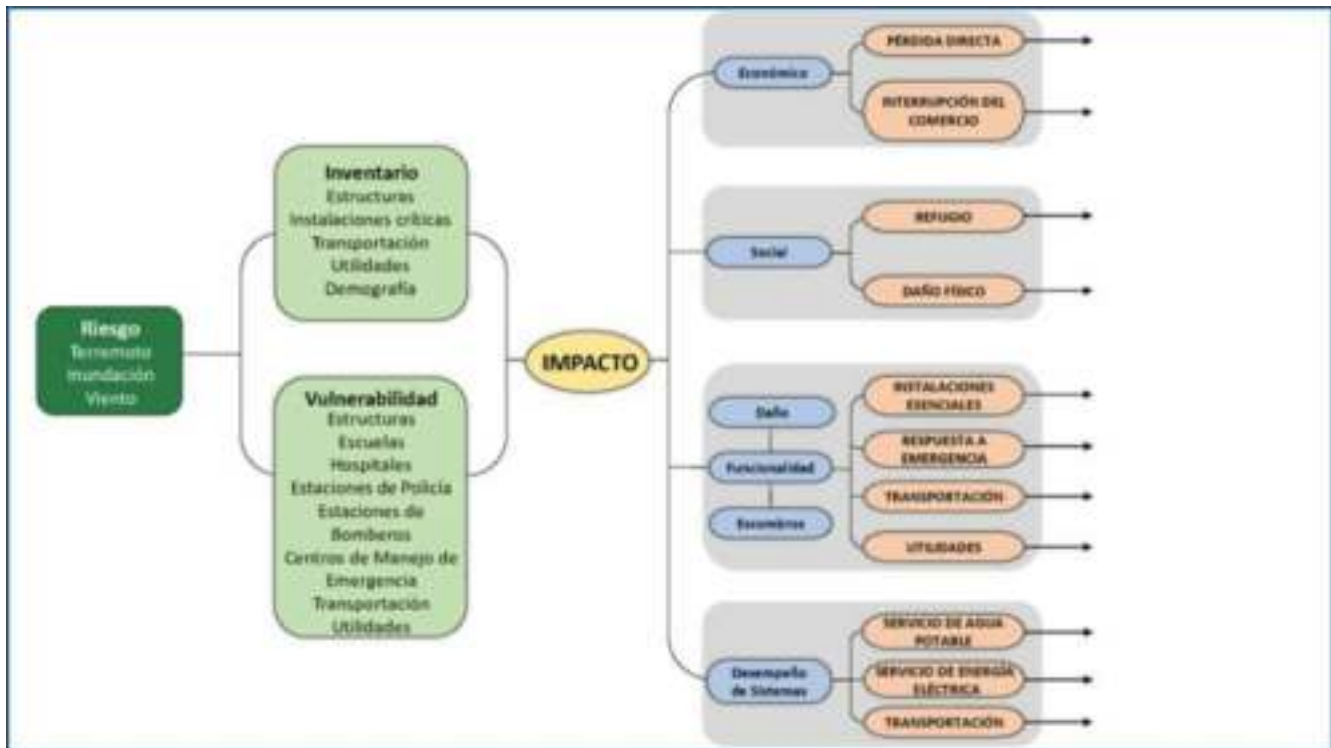 Riesgo
Terremoto
Inundación
Viento
Inventario
Estructuras
Instalaciones críticas
Transportación
Utilidades
Demografía
Vulnerabilidad
Estructuras
Escuelas
Hospitales
Estaciones de Policía
Estaciones de
Bomberos
Centros de Manejo de
Emergencia
Transportación
Utilidades
IMPACTO
Económico
PÉRDIDA DIRECTA
INTERRUPCIÓN DEL
COMERCIO
Social
REFUGIO
DAÑO FÍSICO
Daño
Funcionalidad
Escombros
INSTALACIONES
ESENCIALES
RESPUESTA A
EMERGENCIA
TRANSPORTACIÓN
UTILIDADES
Desempeño
de Sistemas
SERVICIO DE AGUA
POTABLE
SERVICIO DE ENERGÍA
ELÉCTRICA
TRANSPORTACIÓN